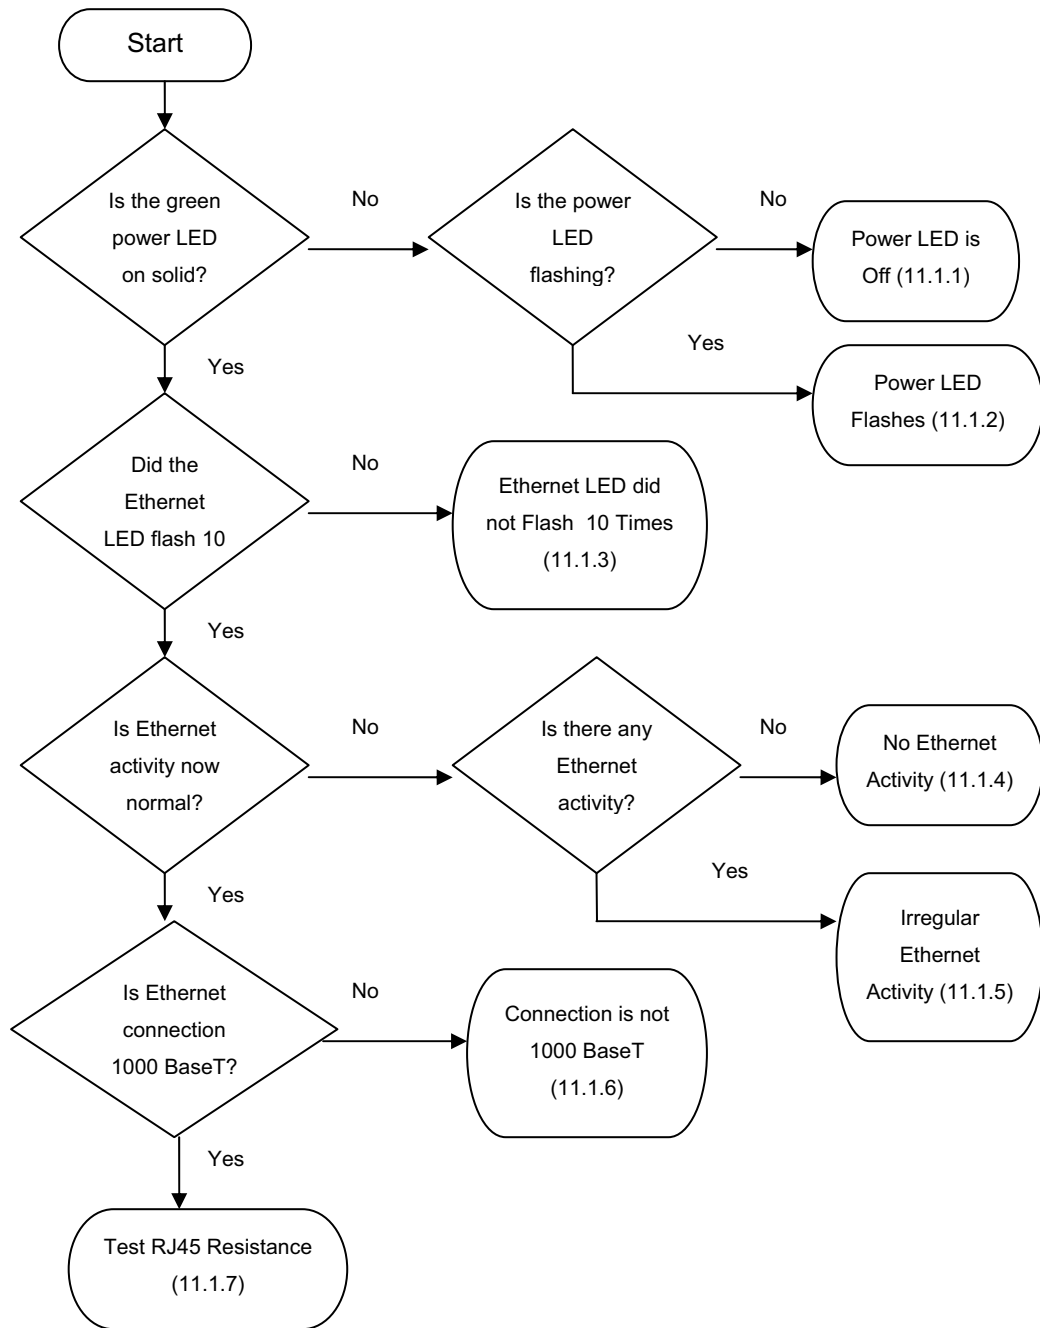 Start
Is the green
power LED
on solid?
No
Is the power
LED
flashing?
No
Power LED is
Off (11.1.1)
Yes
Power LED
Flashes (11.1.2)
Yes
Did the
Ethernet
LED flash 10
No
Ethernet LED did
not Flash  10 Times
(11.1.3)
Yes
Is Ethernet
activity now
normal?
No
Is there any
Ethernet
activity?
No
No Ethernet
Activity (11.1.4)
Yes
Irregular
Ethernet
Activity (11.1.5)
Yes
Is Ethernet
connection
1000 BaseT?
No
Connection is not
1000 BaseT
(11.1.6)
Yes
Test RJ45 Resistance
(11.1.7)